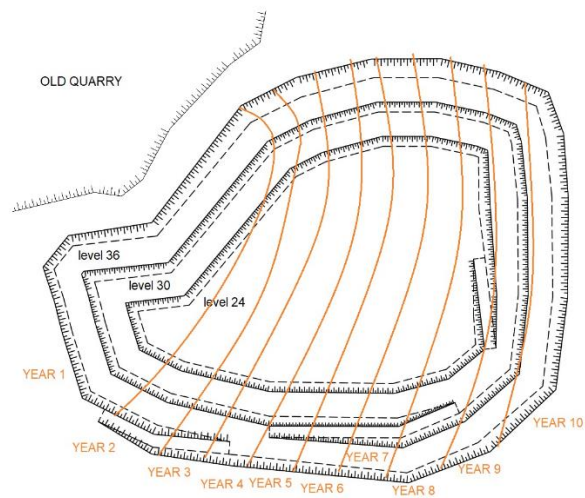 OLD QUARRY
level 36
level 30
level 24
YEAR 1
YEAR 2
YEAR 3
YEAR 4
YEAR 5
YEAR 6
YEAR 7
YEAR 8
YEAR 9
YEAR 10